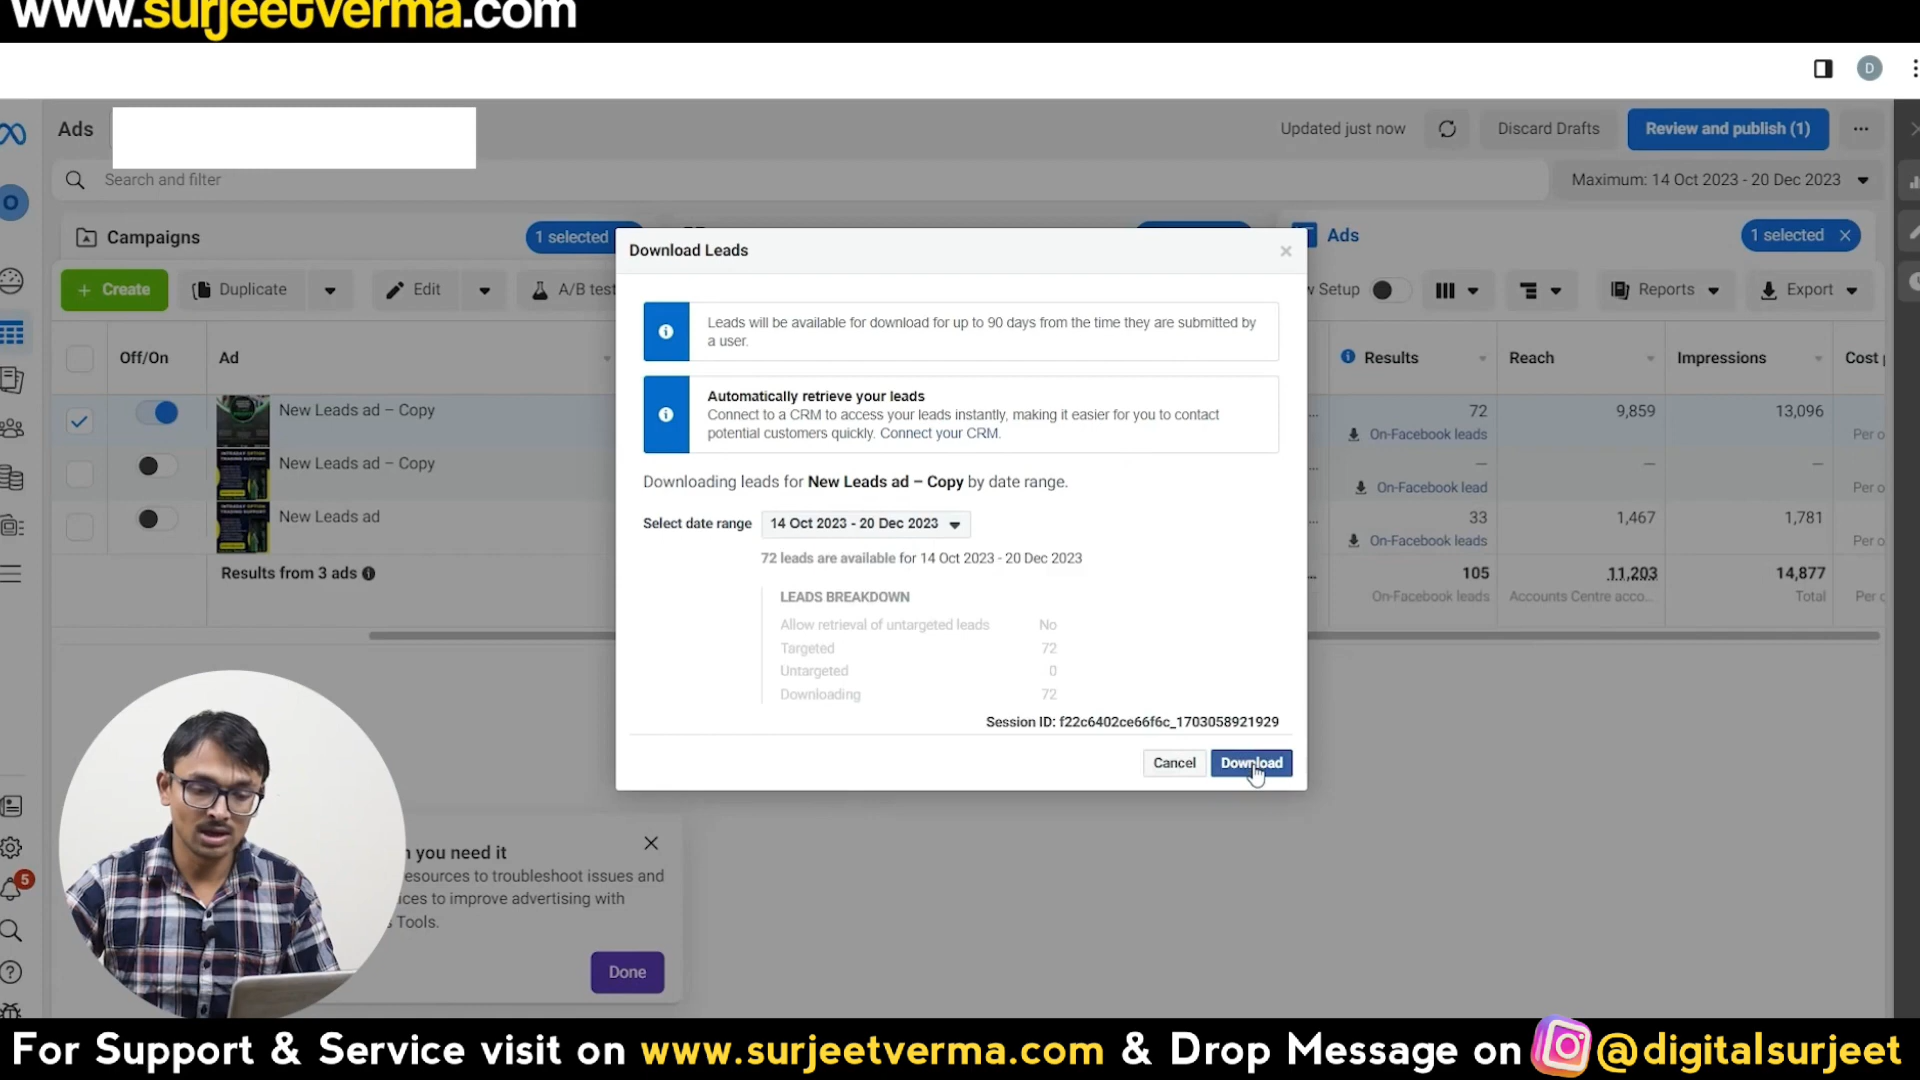 www.surjeetverma.com
D
Ads
Updated just now
Discard Drafts
Review and publish (1)
Search and filter
Maximum: 14 Oct 2023 - 20 Dec 2023
Campaigns
1 selected
Ads
1 selected
Create
Duplicate
Edit
A/B test
Setup
Reports
Export
Off/On
Ad
Results
Reach
Impressions
Cost
New Leads ad – Copy
72
9,859
13,096
On-Facebook leads
Per o
New Leads ad – Copy
On-Facebook lead
Per o
New Leads ad
33
1,467
1,781
On-Facebook leads
Per o
Results from 3 ads
105
11,203
14,877
On-Facebook leads
Accounts Centre acco...
Total
Per o
Download Leads
Leads will be available for download for up to 90 days from the time they are submitted by
a user.
Automatically retrieve your leads
Connect to a CRM to access your leads instantly, making it easier for you to contact
potential customers quickly. Connect your CRM.
Downloading leads for New Leads ad – Copy by date range.
Select date range
14 Oct 2023 - 20 Dec 2023
72 leads are available for 14 Oct 2023 - 20 Dec 2023
LEADS BREAKDOWN
Allow retrieval of untargeted leads No
Targeted 72
Untargeted 0
Downloading 72
Session ID: f22c6402ce66f6c_1703058921929
Cancel
Download
you need it
esources to troubleshoot issues and
ices to improve advertising with
Tools.
Done
5
For Support & Service visit on www.surjeetverma.com & Drop Message on @digitalsurjeet